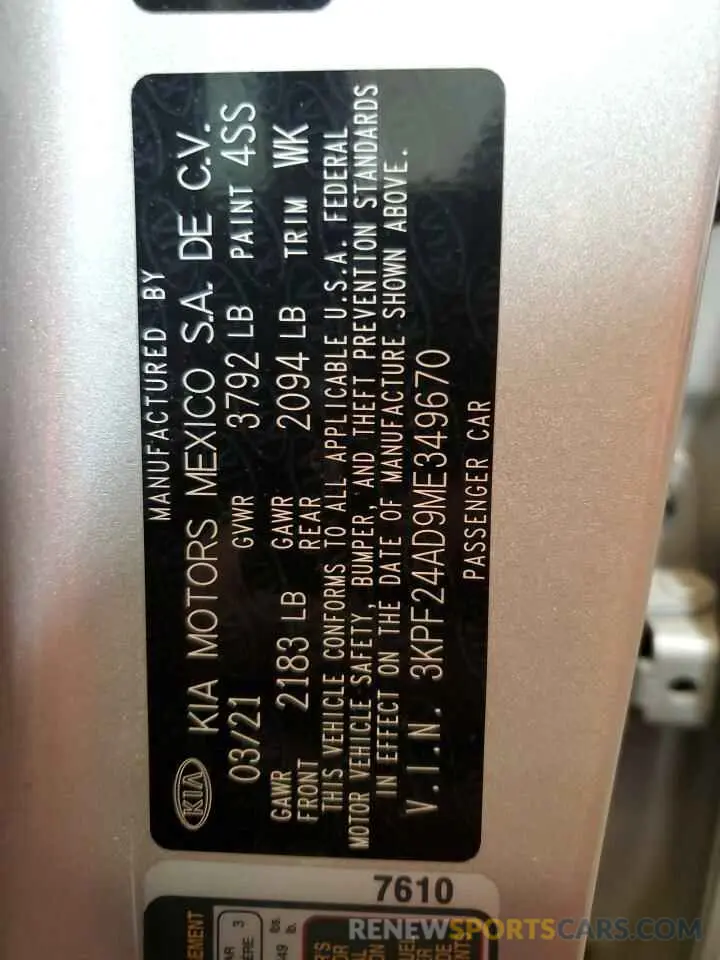 MANUFACTURED BY
KIA KIA MOTORS MEXICO S.A. DE C.V.
03/21 GVWR 3792 LB PAINT 4SS
GAWR FRONT 2183 LB GAWR REAR 2094 LB TRIM WK
THIS VEHICLE CONFORMS TO ALL APPLICABLE U.S.A. FEDERAL
MOTOR VEHICLE SAFETY, BUMPER, AND THEFT PREVENTION STANDARDS
IN EFFECT ON THE DATE OF MANUFACTURE SHOWN ABOVE.
V.I.N. 3KPF24AD9ME349670
PASSENGER CAR
7610
RENEWSPORTSCARS.COM